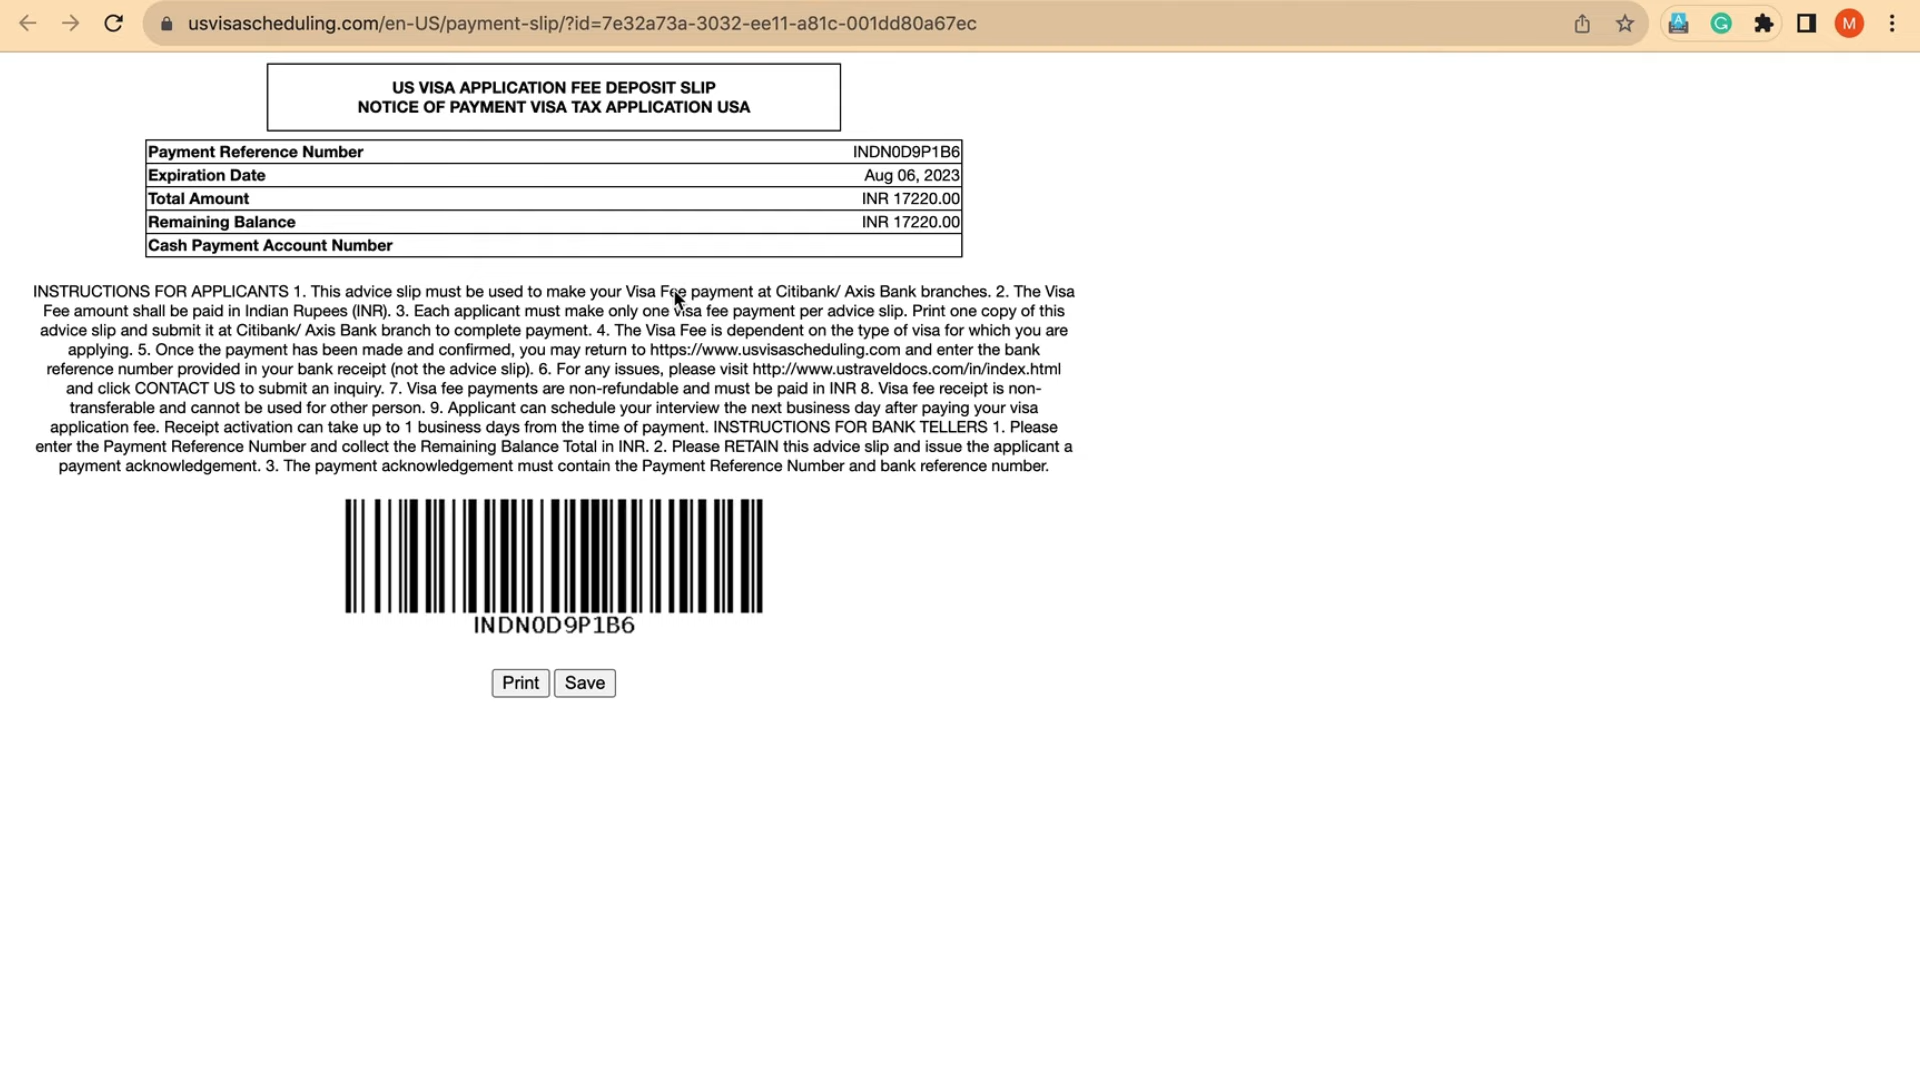 usvisascheduling.com/en-US/payment-slip/?id=7e32a73a-3032-ee11-a81c-001dd80a67ec
A
G
M
US VISA APPLICATION FEE DEPOSIT SLIP
NOTICE OF PAYMENT VISA TAX APPLICATION USA
Payment Reference Number INDN0D9P1B6
Expiration Date Aug 06, 2023
Total Amount INR 17220.00
Remaining Balance INR 17220.00
Cash Payment Account Number
INSTRUCTIONS FOR APPLICANTS 1. This advice slip must be used to make your Visa Fee payment at Citibank/ Axis Bank branches. 2. The Visa
Fee amount shall be paid in Indian Rupees (INR). 3. Each applicant must make only one visa fee payment per advice slip. Print one copy of this
advice slip and submit it at Citibank/ Axis Bank branch to complete payment. 4. The Visa Fee is dependent on the type of visa for which you are
applying. 5. Once the payment has been made and confirmed, you may return to https://www.usvisascheduling.com and enter the bank
reference number provided in your bank receipt (not the advice slip). 6. For any issues, please visit http://www.ustraveldocs.com/in/index.html
and click CONTACT US to submit an inquiry. 7. Visa fee payments are non-refundable and must be paid in INR 8. Visa fee receipt is non-
transferable and cannot be used for other person. 9. Applicant can schedule your interview the next business day after paying your visa
application fee. Receipt activation can take up to 1 business days from the time of payment. INSTRUCTIONS FOR BANK TELLERS 1. Please
enter the Payment Reference Number and collect the Remaining Balance Total in INR. 2. Please RETAIN this advice slip and issue the applicant a
payment acknowledgement. 3. The payment acknowledgement must contain the Payment Reference Number and bank reference number.
INDN0D9P1B6
Print Save